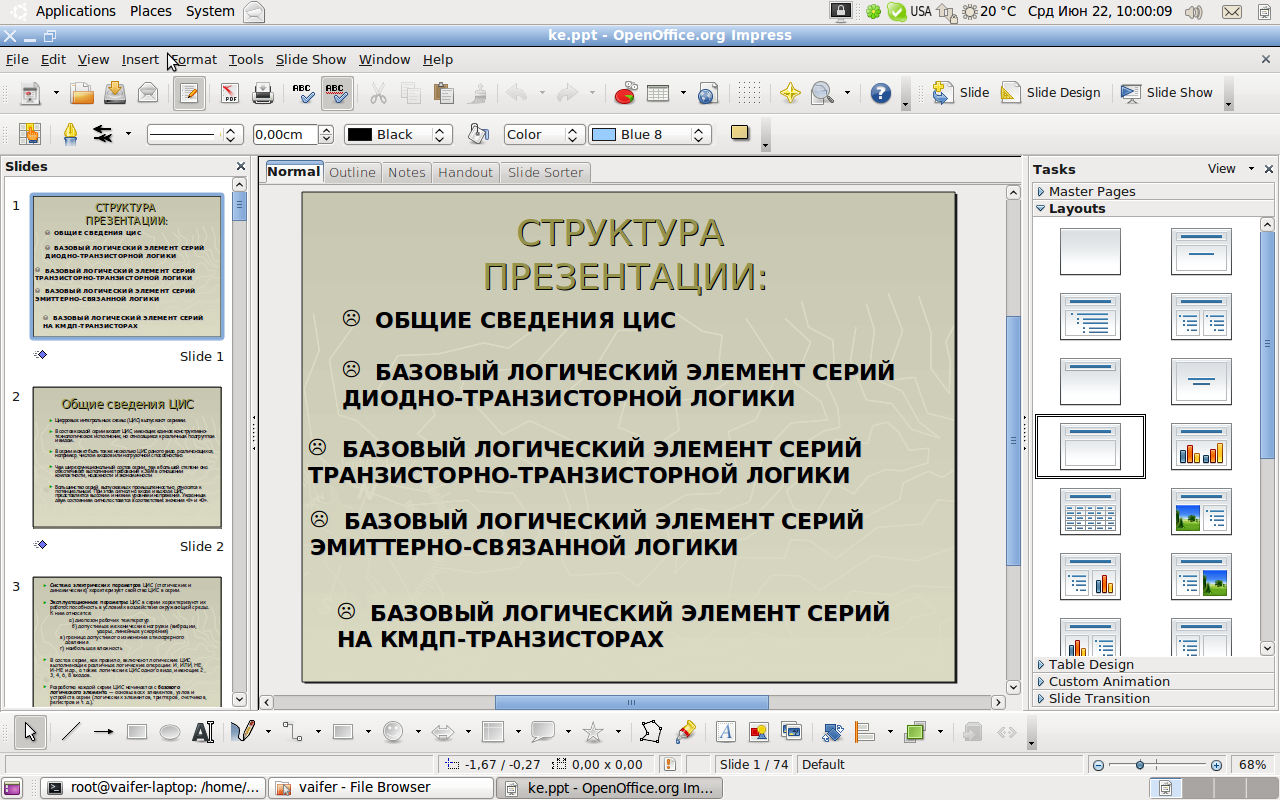 Applications Places System
USA 20 °C Срд Июн 22, 10:00:09
ke.ppt - OpenOffice.org Impress
File Edit View Insert Format Tools Slide Show Window Help
Slide Slide Design Slide Show
0,00cm Black Color Blue 8
Slides
Normal Outline Notes Handout Slide Sorter
Tasks View
Master Pages
Layouts
1
СТРУКТУРА
ПРЕЗЕНТАЦИИ:
ОБЩИЕ СВЕДЕНИЯ ЦИС
БАЗОВЫЙ ЛОГИЧЕСКИЙ ЭЛЕМЕНТ СЕРИЙ
ДИОДНО-ТРАНЗИСТОРНОЙ ЛОГИКИ
БАЗОВЫЙ ЛОГИЧЕСКИЙ ЭЛЕМЕНТ СЕРИЙ
ТРАНЗИСТОРНО-ТРАНЗИСТОРНОЙ ЛОГИКИ
БАЗОВЫЙ ЛОГИЧЕСКИЙ ЭЛЕМЕНТ СЕРИЙ
ЭМИТТЕРНО-СВЯЗАННОЙ ЛОГИКИ
БАЗОВЫЙ ЛОГИЧЕСКИЙ ЭЛЕМЕНТ СЕРИЙ
НА КМДП-ТРАНЗИСТОРАХ
Slide 1
2
Общие сведения ЦИС
Slide 2
3
СТРУКТУРА
ПРЕЗЕНТАЦИИ:
ОБЩИЕ СВЕДЕНИЯ ЦИС
БАЗОВЫЙ ЛОГИЧЕСКИЙ ЭЛЕМЕНТ СЕРИЙ
ДИОДНО-ТРАНЗИСТОРНОЙ ЛОГИКИ
БАЗОВЫЙ ЛОГИЧЕСКИЙ ЭЛЕМЕНТ СЕРИЙ
ТРАНЗИСТОРНО-ТРАНЗИСТОРНОЙ ЛОГИКИ
БАЗОВЫЙ ЛОГИЧЕСКИЙ ЭЛЕМЕНТ СЕРИЙ
ЭМИТТЕРНО-СВЯЗАННОЙ ЛОГИКИ
БАЗОВЫЙ ЛОГИЧЕСКИЙ ЭЛЕМЕНТ СЕРИЙ
НА КМДП-ТРАНЗИСТОРАХ
Table Design
Custom Animation
Slide Transition
-1,67 / -0,27 0,00 x 0,00 Slide 1 / 74 Default 68%
root@vaifer-laptop: /home/... vaifer - File Browser ke.ppt - OpenOffice.org Im...